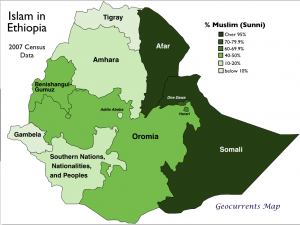 Islam in
Ethiopia
2007 Census
Data
% Muslim (Sunni)
Over 95%
70-79.9%
60-69.9%
40-50%
10-20%
below 10%
Tigray
Afar
Amhara
Benishangul-
Gumuz
Dire Dawa
Addis Ababa
Harari
Gambela
Oromia
Somali
Southern Nations,
Nationalities,
and Peoples
Geocurrents Map